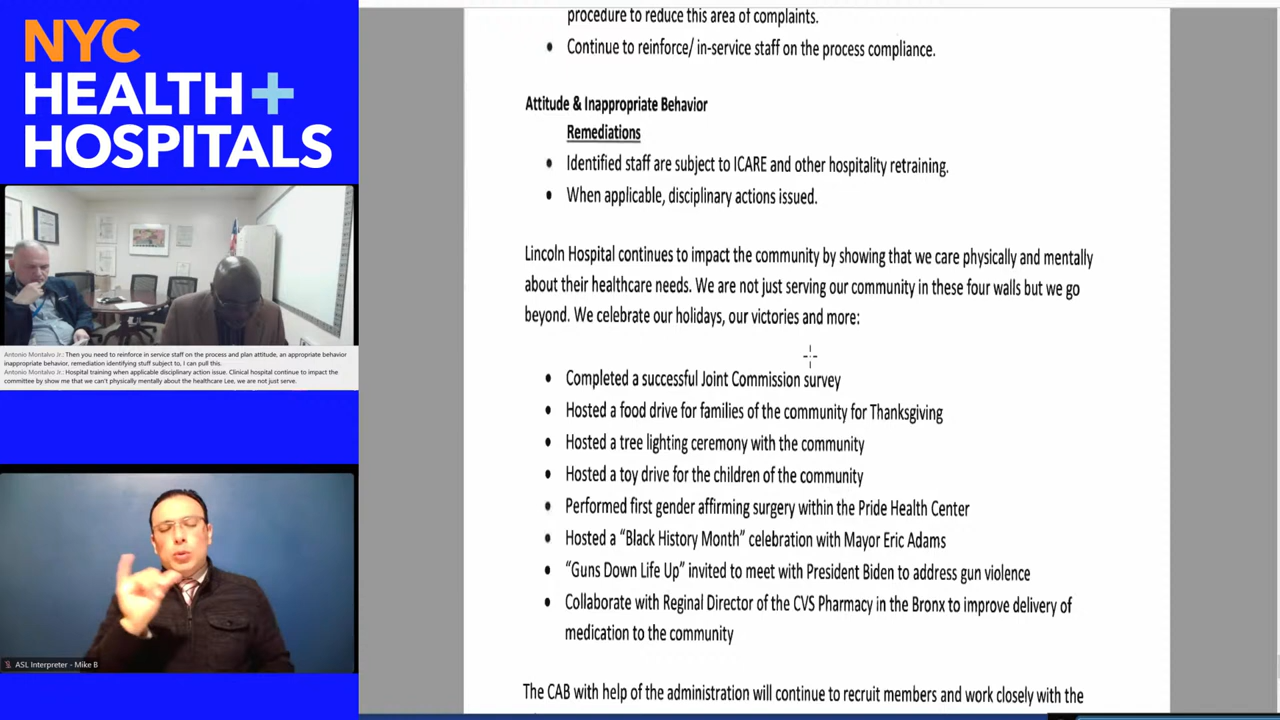 NYC
HEALTH+
HOSPITALS
Antonio Montalvo Jr.: Then you need to reinforce in service staff on the process and plan attitude, an appropriate behavior
inappropriate behavior, remediation identifying stuff subject to, I can pull this.
Antonio Montalvo Jr.: Hospital training when applicable disciplinary action issue. Clinical hospital continue to impact the
committee by show me that we can't physically mentally about the healthcare Lee, we are not just serve.
ASL Interpreter - Mike B
procedure to reduce this area of complaints.
• Continue to reinforce/ in-service staff on the process compliance.
Attitude & Inappropriate Behavior
Remediations
• Identified staff are subject to ICARE and other hospitality retraining.
• When applicable, disciplinary actions issued.
Lincoln Hospital continues to impact the community by showing that we care physically and mentally
about their healthcare needs. We are not just serving our community in these four walls but we go
beyond. We celebrate our holidays, our victories and more:
• Completed a successful Joint Commission survey
• Hosted a food drive for families of the community for Thanksgiving
• Hosted a tree lighting ceremony with the community
• Hosted a toy drive for the children of the community
• Performed first gender affirming surgery within the Pride Health Center
• Hosted a “Black History Month” celebration with Mayor Eric Adams
• “Guns Down Life Up” invited to meet with President Biden to address gun violence
• Collaborate with Reginal Director of the CVS Pharmacy in the Bronx to improve delivery of
medication to the community
The CAB with help of the administration will continue to recruit members and work closely with the